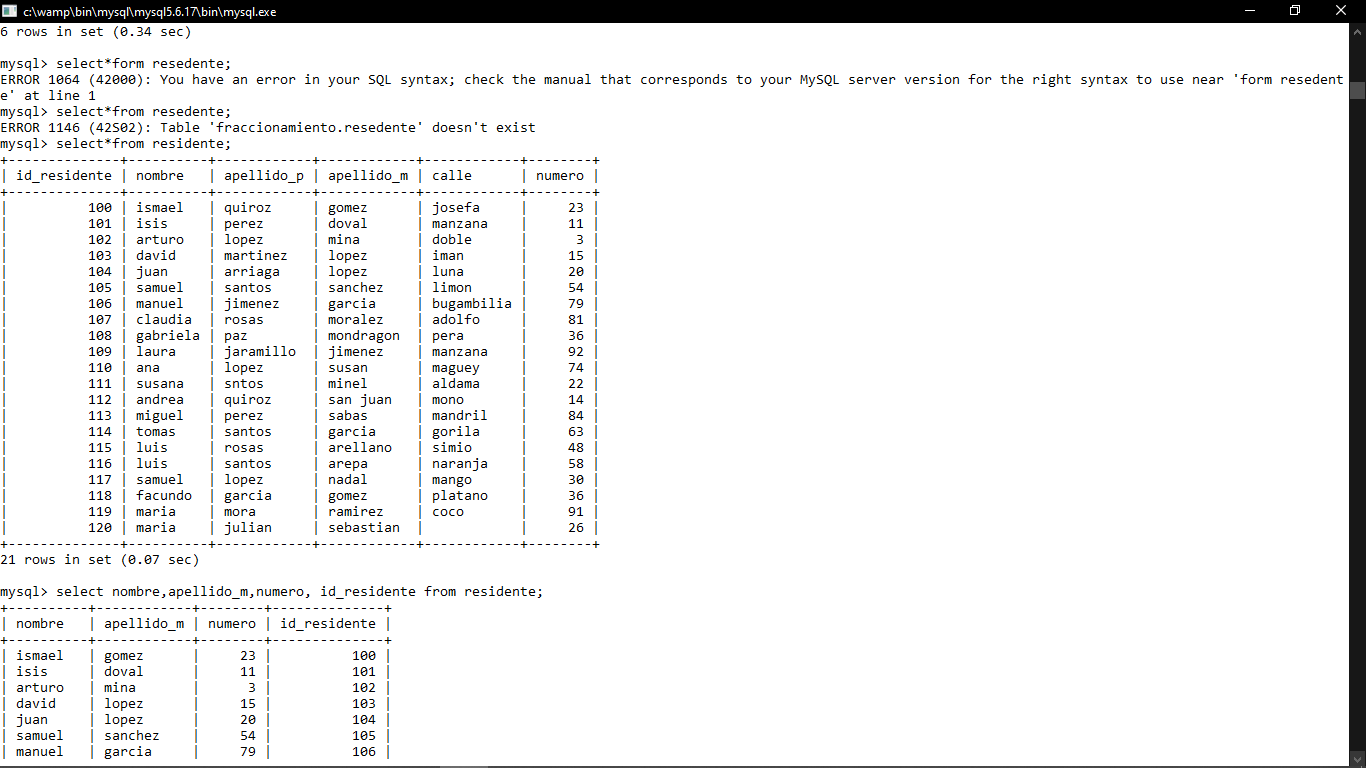 c:\wamp\bin\mysql\mysql5.6.17\bin\mysql.exe
6 rows in set (0.34 sec)
mysql> select*form resedente;
ERROR 1064 (42000): You have an error in your SQL syntax; check the manual that corresponds to your MySQL server version for the right syntax to use near 'form resedent
e' at line 1
mysql> select*from resedente;
ERROR 1146 (42S02): Table 'fraccionamiento.resedente' doesn't exist
mysql> select*from residente;
+--------------+----------+------------+------------+------------+--------+
| id_residente | nombre   | apellido_p | apellido_m | calle      | numero |
+--------------+----------+------------+------------+------------+--------+
|          100 | ismael   | quiroz     | gomez      | josefa     |     23 |
|          101 | isis     | perez      | doval      | manzana    |     11 |
|          102 | arturo   | lopez      | mina       | doble      |      3 |
|          103 | david    | martinez   | lopez      | iman       |     15 |
|          104 | juan     | arriaga    | lopez      | luna       |     20 |
|          105 | samuel   | santos     | sanchez    | limon      |     54 |
|          106 | manuel   | jimenez    | garcia     | bugambilia |     79 |
|          107 | claudia  | rosas      | moralez    | adolfo     |     81 |
|          108 | gabriela | paz        | mondragon  | pera       |     36 |
|          109 | laura    | jaramillo  | jimenez    | manzana    |     92 |
|          110 | ana      | lopez      | susan      | maguey     |     74 |
|          111 | susana   | sntos      | minel      | aldama     |     22 |
|          112 | andrea   | quiroz     | san juan   | mono       |     14 |
|          113 | miguel   | perez      | sabas      | mandril    |     84 |
|          114 | tomas    | santos     | garcia     | gorila     |     63 |
|          115 | luis     | rosas      | arellano   | simio      |     48 |
|          116 | luis     | santos     | arepa      | naranja    |     58 |
|          117 | samuel   | lopez      | nadal      | mango      |     30 |
|          118 | facundo  | garcia     | gomez      | platano    |     36 |
|          119 | maria    | mora       | ramirez    | coco       |     91 |
|          120 | maria    | julian     | sebastian  |            |     26 |
+--------------+----------+------------+------------+------------+--------+
21 rows in set (0.07 sec)
mysql> select nombre,apellido_m,numero, id_residente from residente;
+----------+------------+--------+--------------+
| nombre   | apellido_m | numero | id_residente |
+----------+------------+--------+--------------+
| ismael   | gomez      |     23 |          100 |
| isis     | doval      |     11 |          101 |
| arturo   | mina       |      3 |          102 |
| david    | lopez      |     15 |          103 |
| juan     | lopez      |     20 |          104 |
| samuel   | sanchez    |     54 |          105 |
| manuel   | garcia     |     79 |          106 |